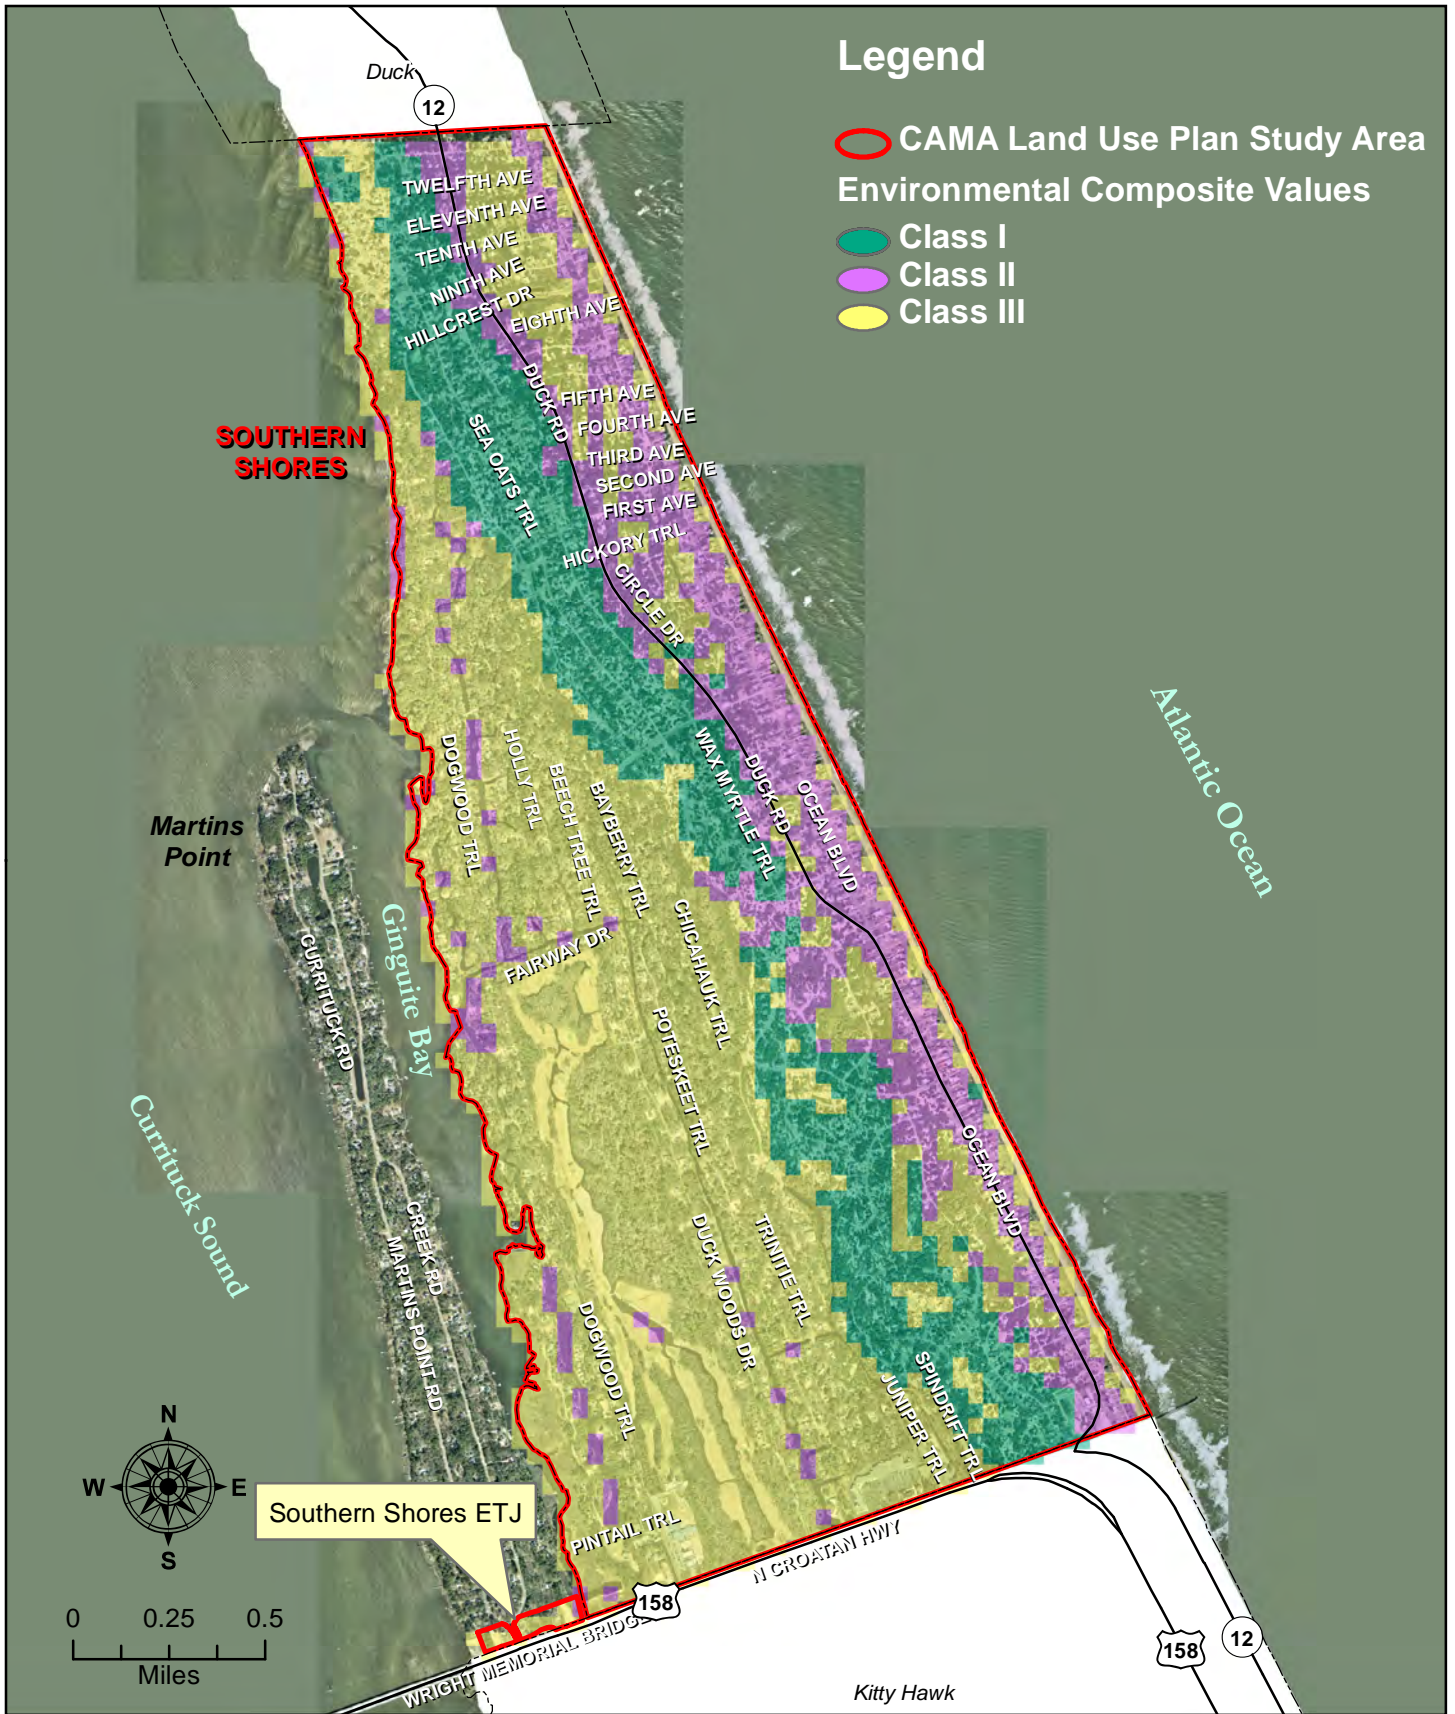 Legend
CAMA Land Use Plan Study Area
Environmental Composite Values
Class I
Class II
Class III
Duck
12
TWELFTH AVE
ELEVENTH AVE
TENTH AVE
NINTH AVE
HILLCREST DR
EIGHTH AVE
DUCK RD
FIFTH AVE
FOURTH AVE
THIRD AVE
SECOND AVE
FIRST AVE
SEA OATS TRL
HICKORY TRL
CIRCLE DR
SOUTHERN
SHORES
Atlantic Ocean
DOGWOOD TRL
HOLLY TRL
BEECH TREE TRL
BAYBERRY TRL
WAX MYRTLE TRL
DUCK RD
OCEAN BLVD
Martins
Point
CURRITUCK RD
Ginguite Bay
FAIRWAY DR
CHICAHAUK TRL
POTESKEET TRL
OCEAN BLVD
Currituck Sound
CREEK RD
MARTINS POINT RD
DUCK WOODS DR
TRINITIE TRL
DOGWOOD TRL
SPINDRIFT TRL
JUNIPER TRL
N
W
E
S
Southern Shores ETJ
PINTAIL TRL
N CROATAN HWY
158
WRIGHT MEMORIAL BRIDGE
0 0.25 0.5
Miles
158
12
Kitty Hawk